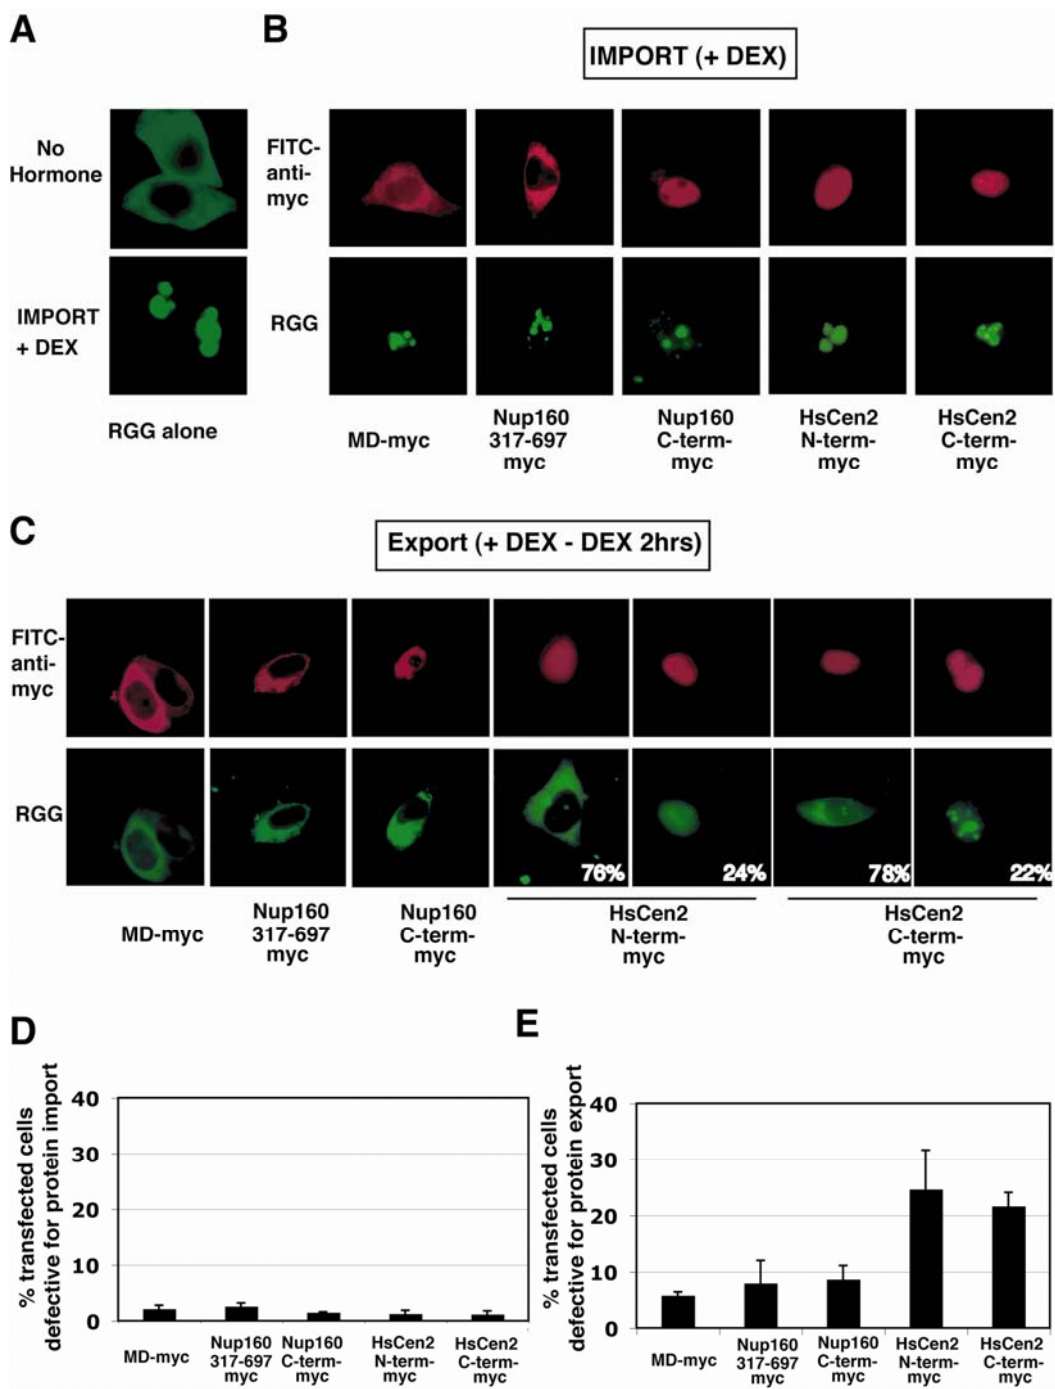 A
B
IMPORT (+ DEX)
No
Hormone
FITC-
anti-
myc
IMPORT
+ DEX
RGG
RGG alone
MD-myc
Nup160
317-697
myc
Nup160
C-term-
myc
HsCen2
N-term-
myc
HsCen2
C-term-
myc
C
Export (+ DEX - DEX 2hrs)
FITC-
anti-
myc
RGG
76%
24%
78%
22%
MD-myc
Nup160
317-697
myc
Nup160
C-term-
myc
HsCen2
N-term-
myc
HsCen2
C-term-
myc
D
% transfected cells
defective for protein import
40
30
20
10
0
MD-myc
Nup160
317-697
myc
Nup160
C-term-
myc
HsCen2
N-term-
myc
HsCen2
C-term-
myc
E
% transfected cells
defective for protein export
40
30
20
10
0
MD-myc
Nup160
317-697
myc
Nup160
C-term-
myc
HsCen2
N-term-
myc
HsCen2
C-term-
myc